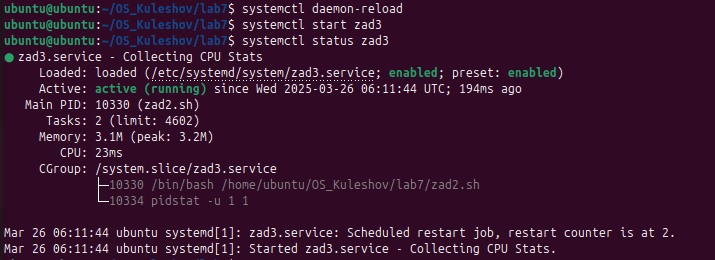 ubuntu@ubuntu:~/OS_Kuleshov/lab7$ systemctl daemon-reload
ubuntu@ubuntu:~/OS_Kuleshov/lab7$ systemctl start zad3
ubuntu@ubuntu:~/OS_Kuleshov/lab7$ systemctl status zad3
● zad3.service - Collecting CPU Stats
     Loaded: loaded (/etc/systemd/system/zad3.service; enabled; preset: enabled)
     Active: active (running) since Wed 2025-03-26 06:11:44 UTC; 194ms ago
   Main PID: 10330 (zad2.sh)
      Tasks: 2 (limit: 4602)
     Memory: 3.1M (peak: 3.2M)
        CPU: 23ms
     CGroup: /system.slice/zad3.service
             ├─10330 /bin/bash /home/ubuntu/OS_Kuleshov/lab7/zad2.sh
             └─10334 pidstat -u 1 1
Mar 26 06:11:44 ubuntu systemd[1]: zad3.service: Scheduled restart job, restart counter is at 2.
Mar 26 06:11:44 ubuntu systemd[1]: Started zad3.service - Collecting CPU Stats.